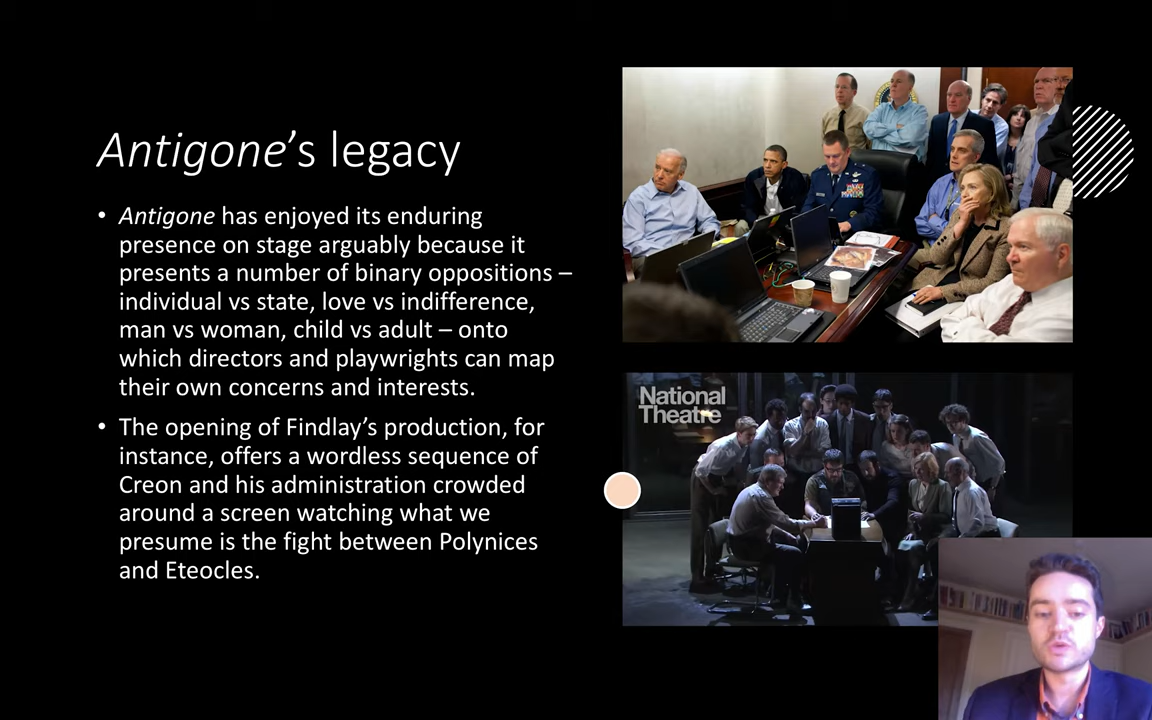 Antigone's legacy
• Antigone has enjoyed its enduring
presence on stage arguably because it
presents a number of binary oppositions –
individual vs state, love vs indifference,
man vs woman, child vs adult – onto
which directors and playwrights can map
their own concerns and interests.
• The opening of Findlay's production, for
instance, offers a wordless sequence of
Creon and his administration crowded
around a screen watching what we
presume is the fight between Polynices
and Eteocles.
National
Theatre